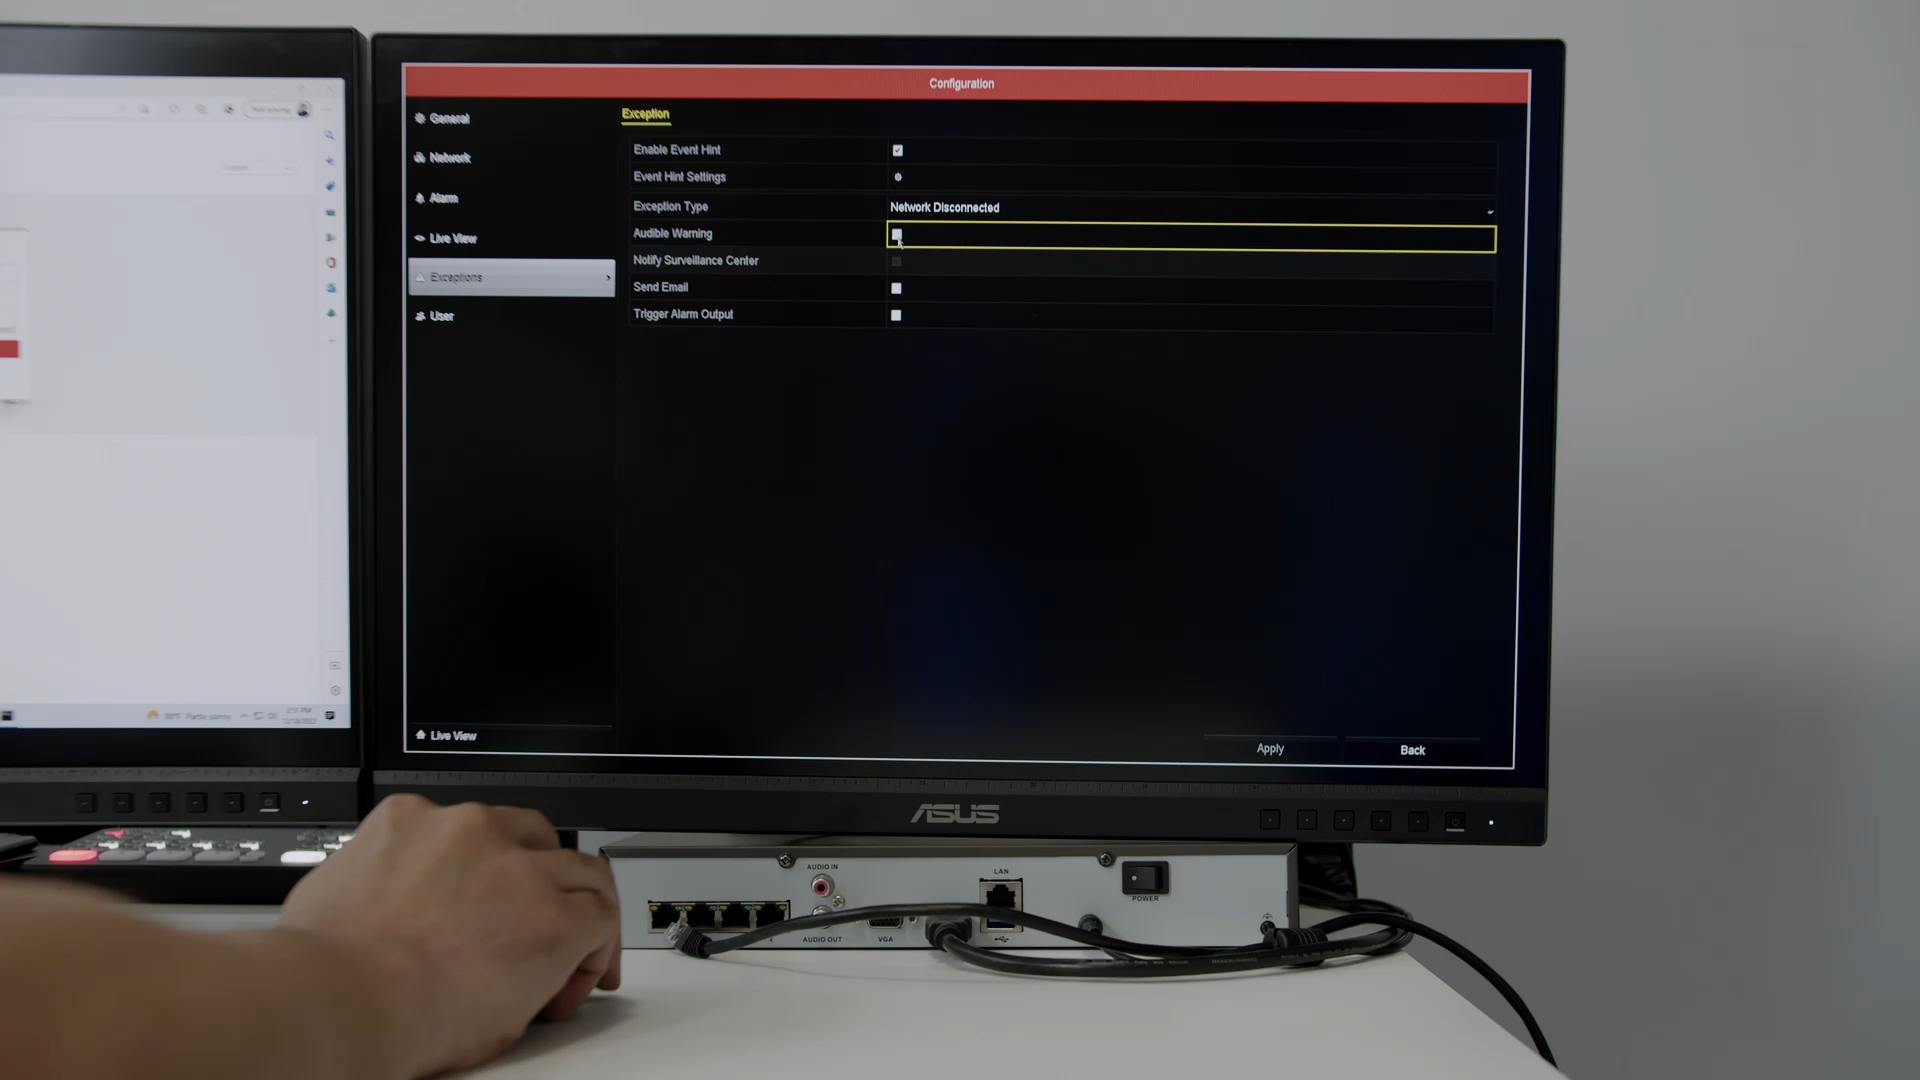 Configuration
General
Network
Alarm
Live View
Exceptions
User
Live View
Exception
Enable Event Hint
Event Hint Settings
Exception Type Network Disconnected
Audible Warning
Notify Surveillance Center
Send Email
Trigger Alarm Output
Apply Back
Partly sunny
ASUS
AUDIO IN
AUDIO OUT
VGA
LAN
POWER